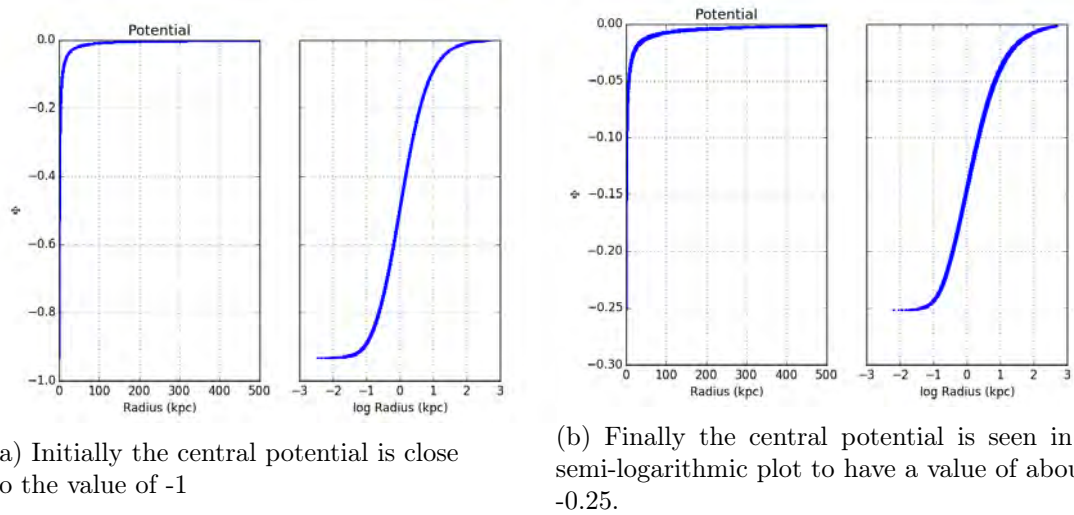 Potential
0.0
−0.2
−0.4
−0.6
−0.8
−1.0
Φ
0 100 200 300 400 500
Radius (kpc)
−3 −2 −1 0 1 2 3
log Radius (kpc)
a) Initially the central potential is close
o the value of -1
Potential
0.00
−0.05
−0.10
−0.15
−0.20
−0.25
−0.30
Φ
0 100 200 300 400 500
Radius (kpc)
−3 −2 −1 0 1 2 3
log Radius (kpc)
(b) Finally the central potential is seen in
semi-logarithmic plot to have a value of abou
-0.25.